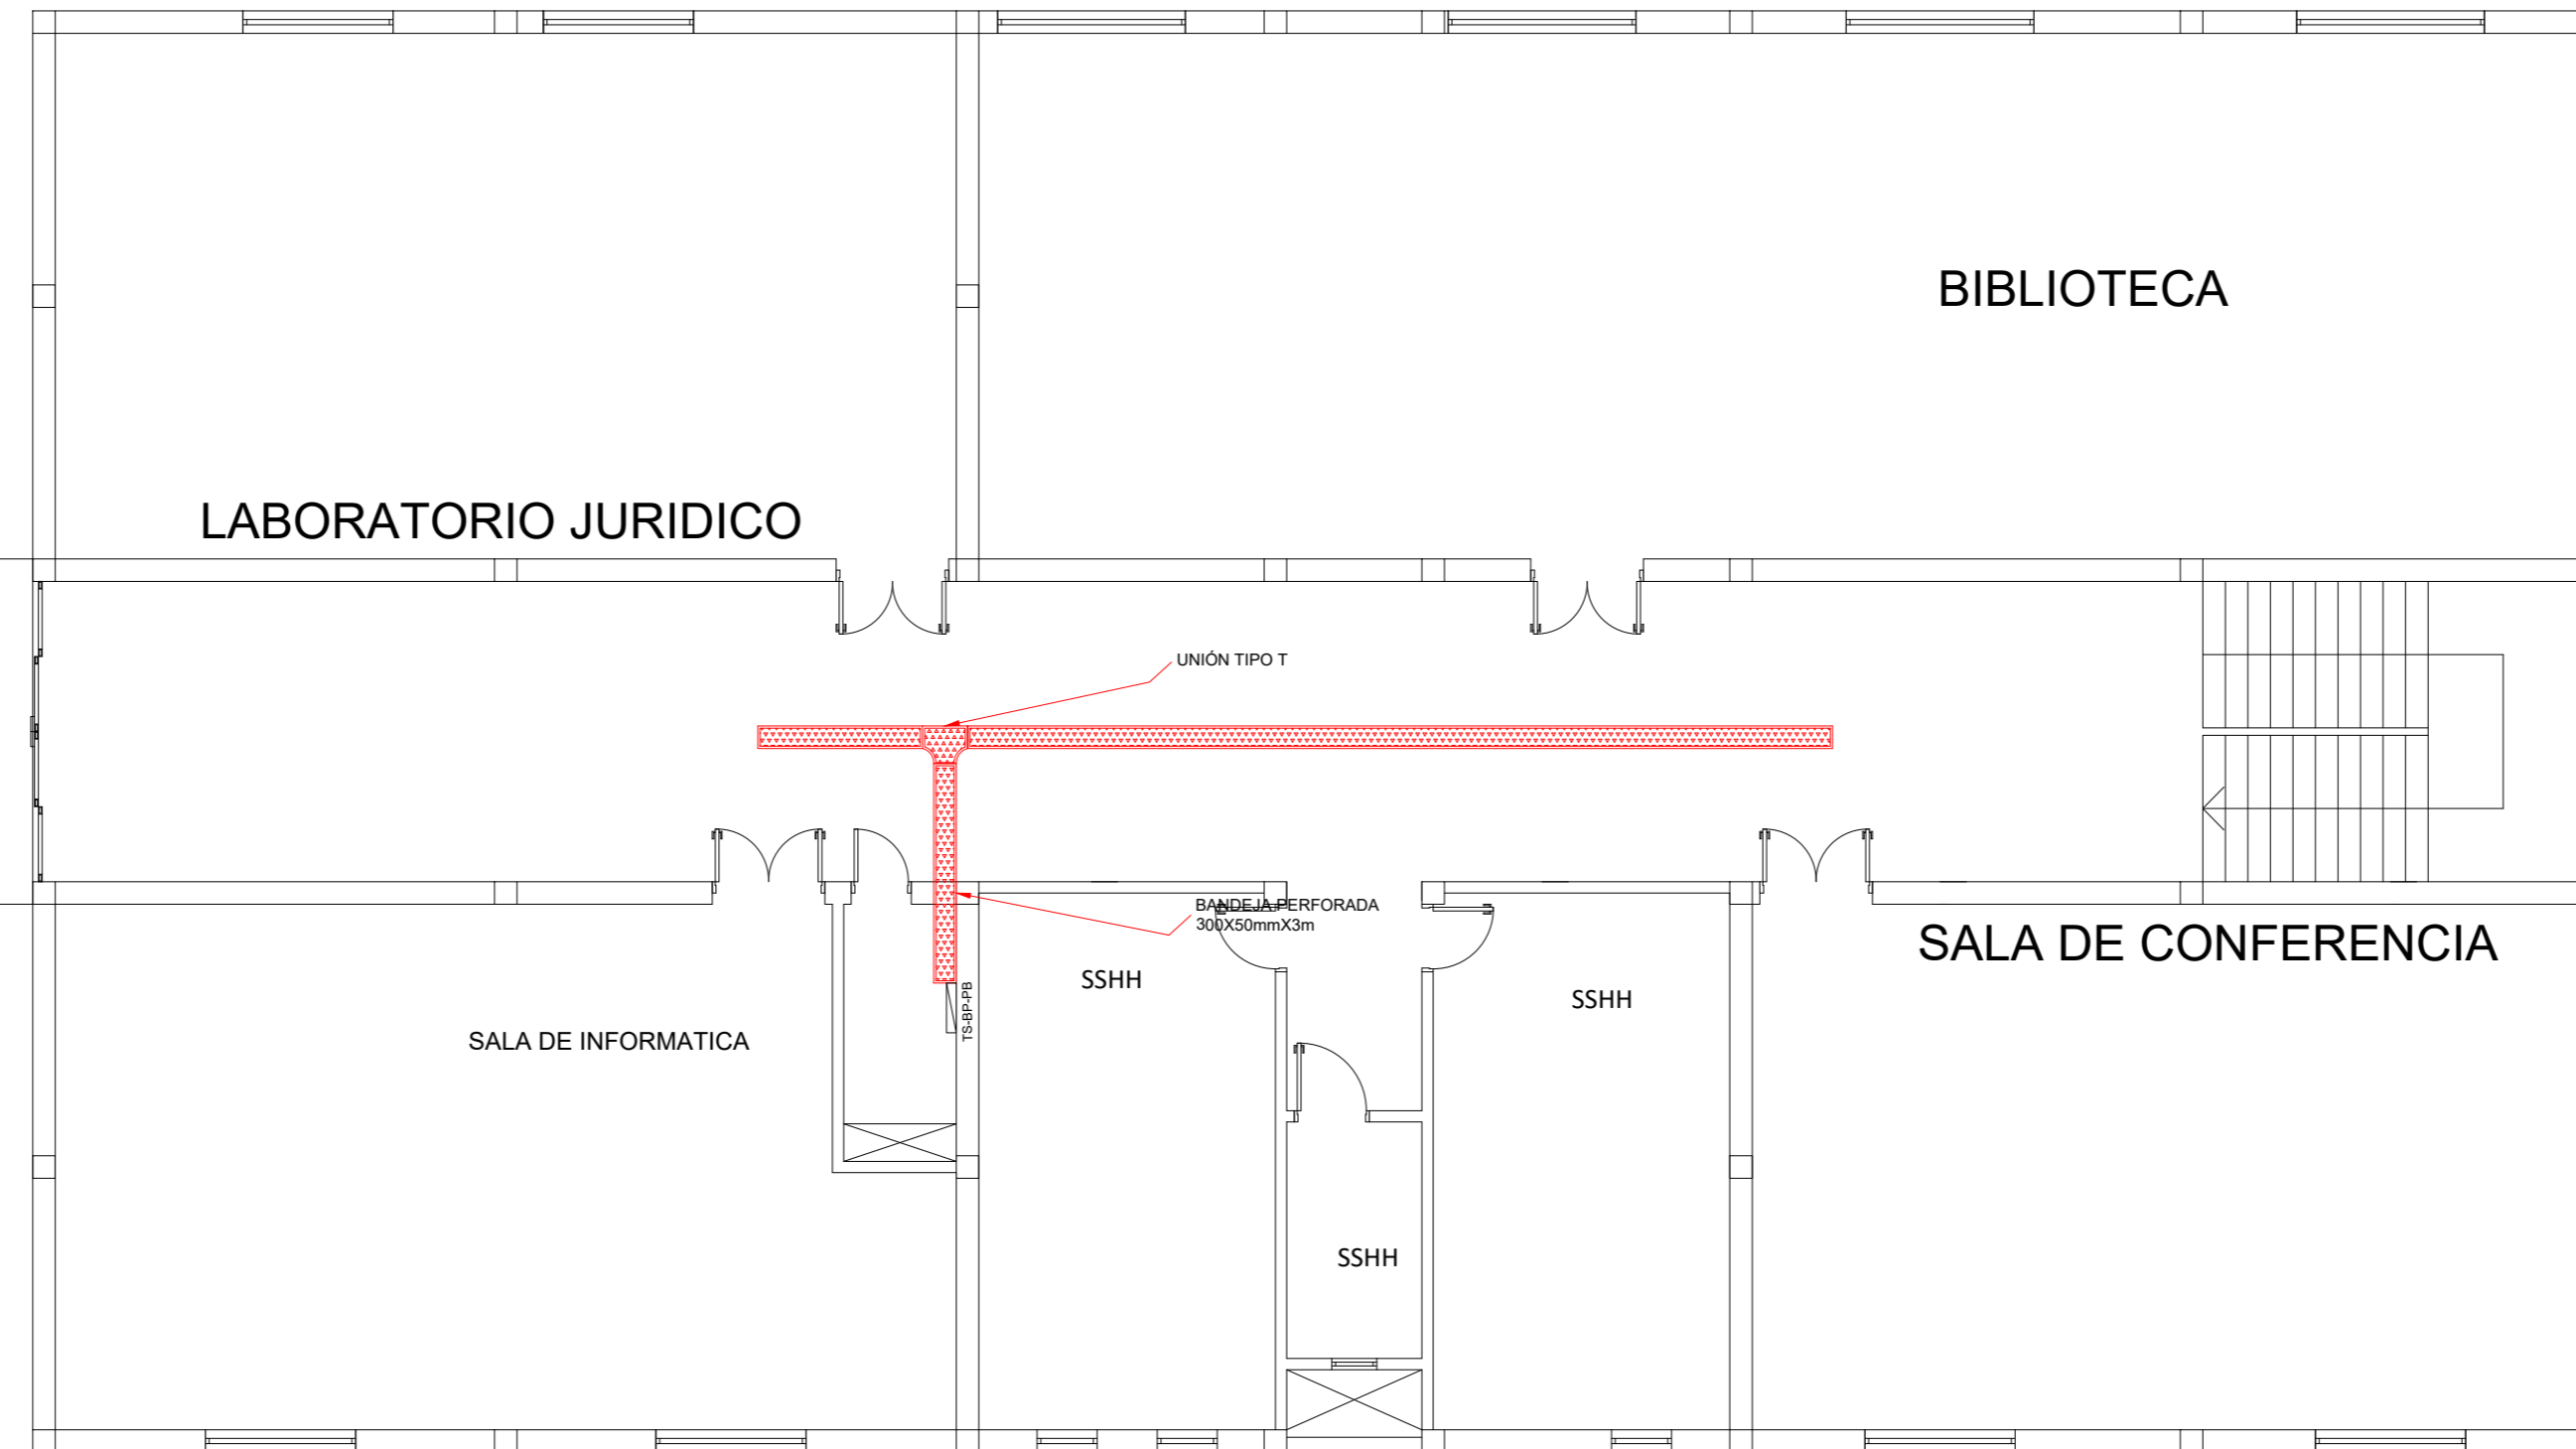 BIBLIOTECA
LABORATORIO JURIDICO
UNIÓN TIPO T
BANDEJA PERFORADA
300X50mmX3m
SALA DE CONFERENCIA
SSHH
SSHH
TS-BP-PB
SALA DE INFORMATICA
SSHH